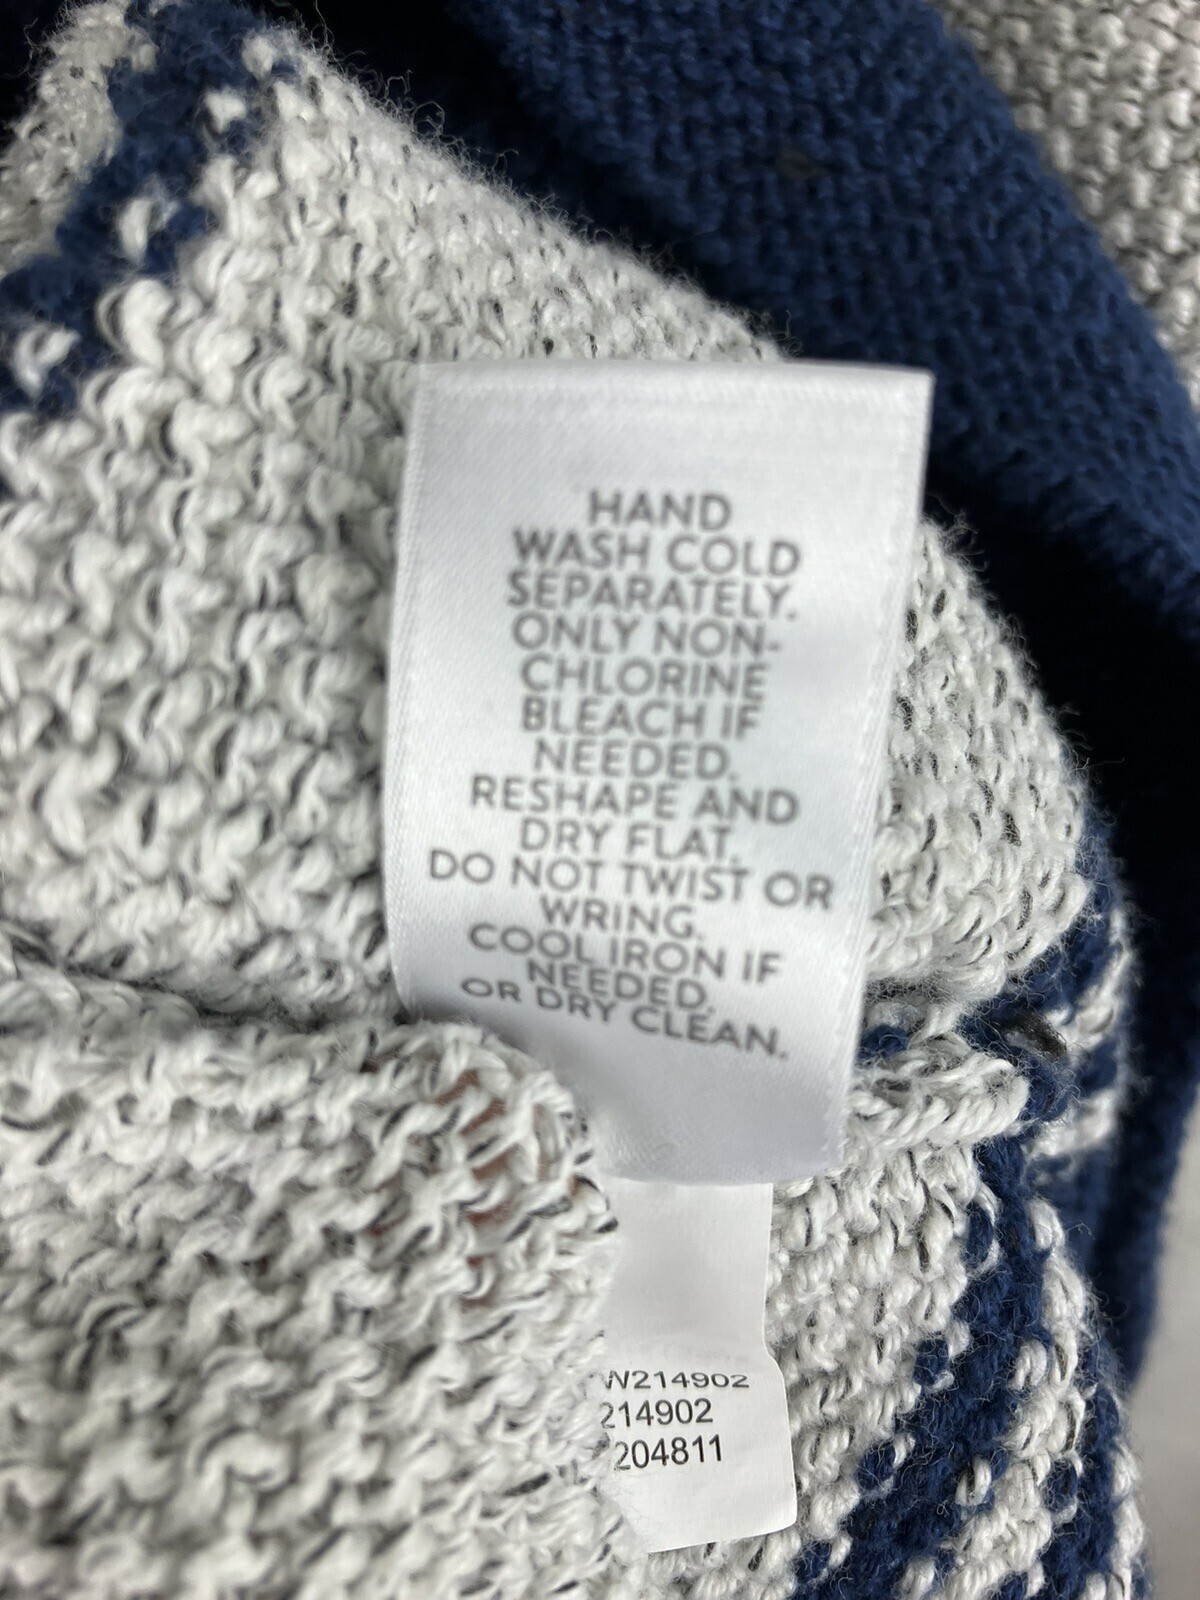 HAND
WASH COLD
SEPARATELY.
ONLY NON-
CHLORINE
BLEACH IF
NEEDED.
RESHAPE AND
DRY FLAT.
DO NOT TWIST OR
WRING.
COOL IRON IF
NEEDED.
OR DRY CLEAN.
W214902
214902
204811